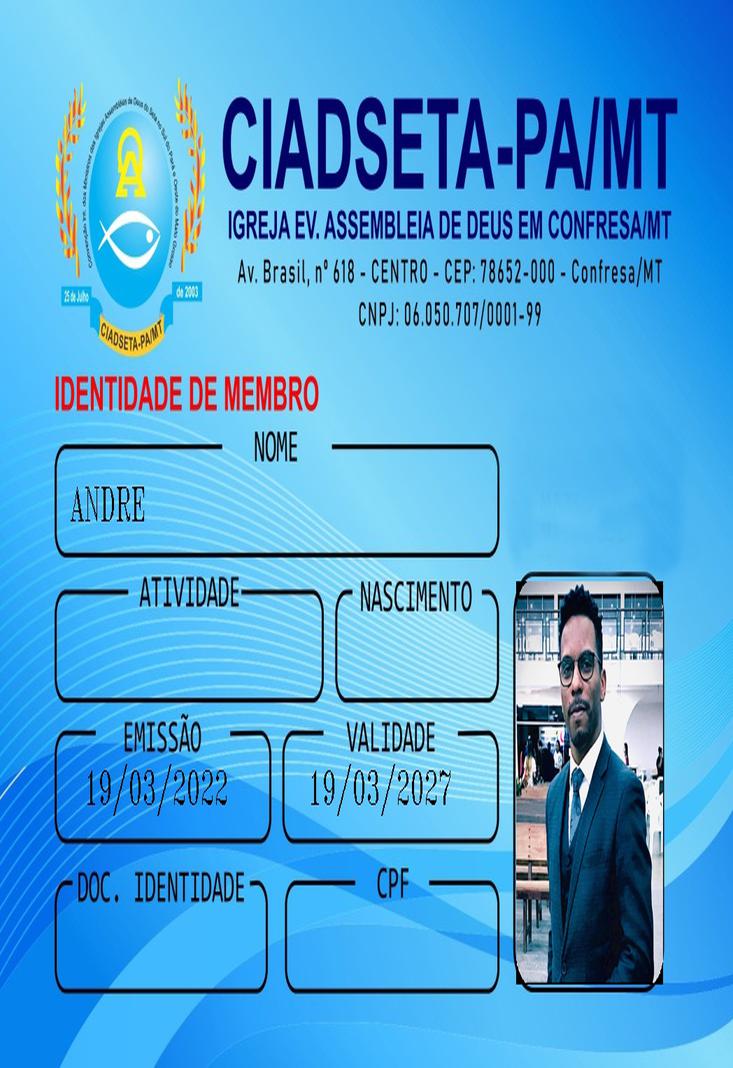 CIADSETA-PA/MT
IGREJA EV. ASSEMBLEIA DE DEUS EM CONFRESA/MT
Av. Brasil, nº 618 - CENTRO - CEP: 78652-000 - Confresa/MT
CNPJ: 06.050.707/0001-99
25 de Julho
de 2003
CIADSETA-PA/MT
IDENTIDADE DE MEMBRO
NOME
ANDRE
ATIVIDADE
NASCIMENTO
EMISSÃO
VALIDADE
19/03/2022
19/03/2027
DOC. IDENTIDADE
CPF